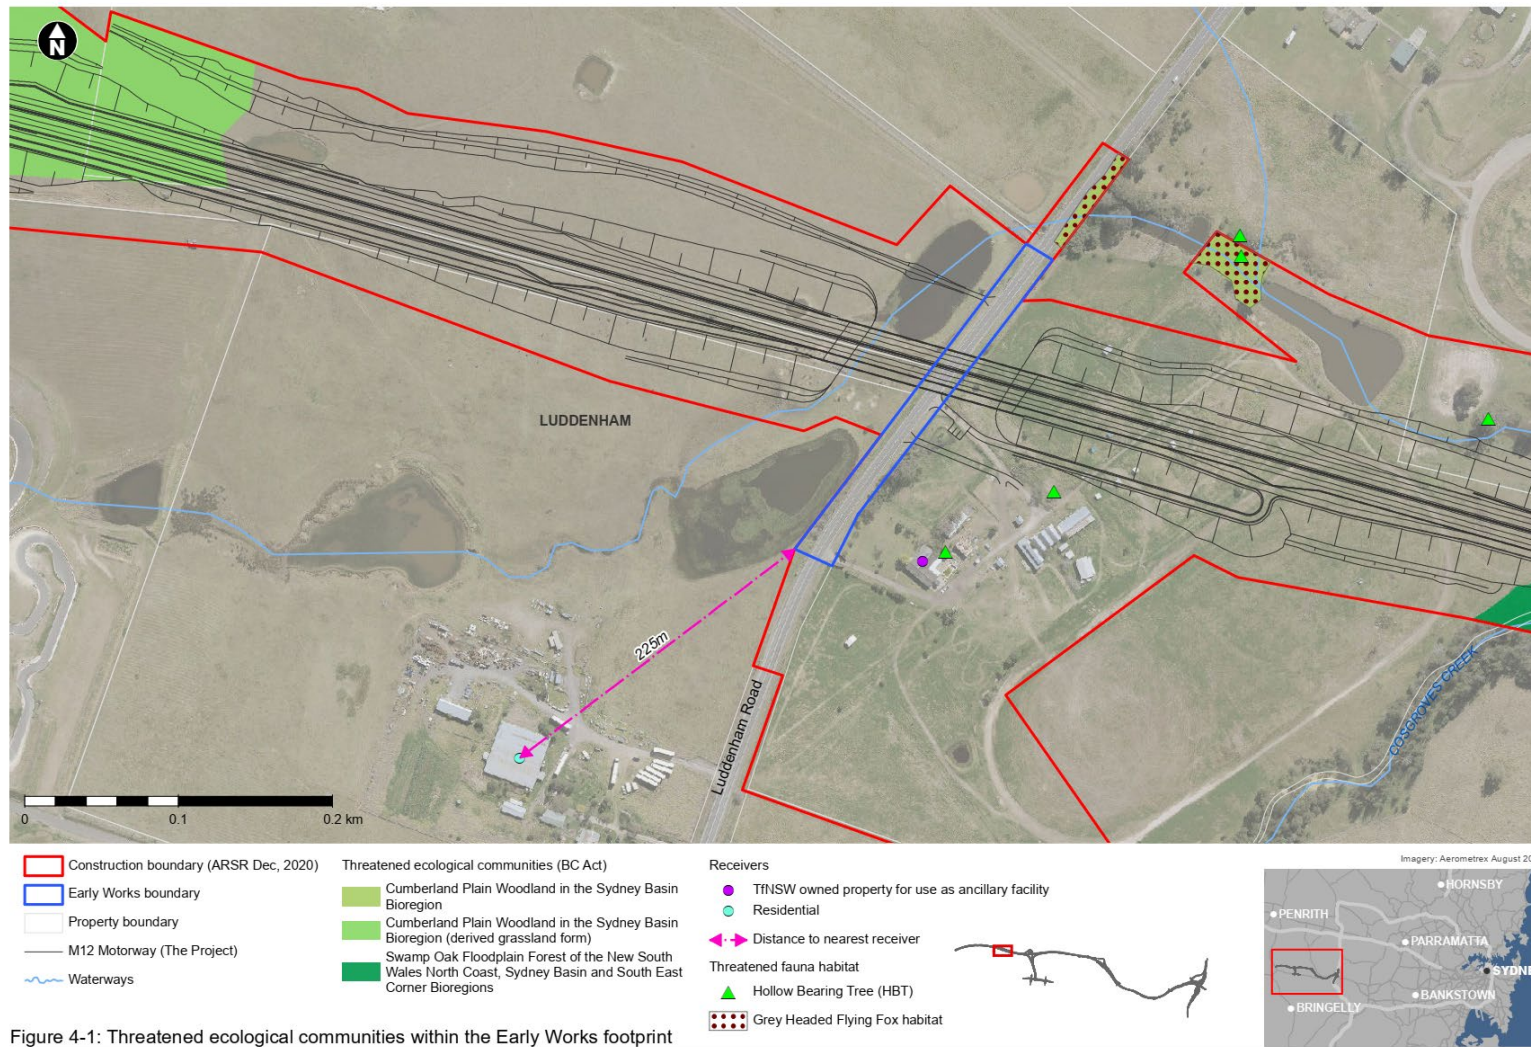 N
LUDDENHAM
225m
Luddenham Road
COSGROVES CREEK
0 0.1 0.2 km
Imagery: Aerometrex August 20
Construction boundary (ARSR Dec, 2020)
Early Works boundary
Property boundary
M12 Motorway (The Project)
Waterways
Threatened ecological communities (BC Act)
Cumberland Plain Woodland in the Sydney Basin
Bioregion
Cumberland Plain Woodland in the Sydney Basin
Bioregion (derived grassland form)
Swamp Oak Floodplain Forest of the New South
Wales North Coast, Sydney Basin and South East
Corner Bioregions
Receivers
TfNSW owned property for use as ancillary facility
Residential
Distance to nearest receiver
Threatened fauna habitat
Hollow Bearing Tree (HBT)
Grey Headed Flying Fox habitat
HORNSBY
PENRITH
PARRAMATTA
SYDNE
BANKSTOWN
BRINGELLY
Figure 4-1: Threatened ecological communities within the Early Works footprint